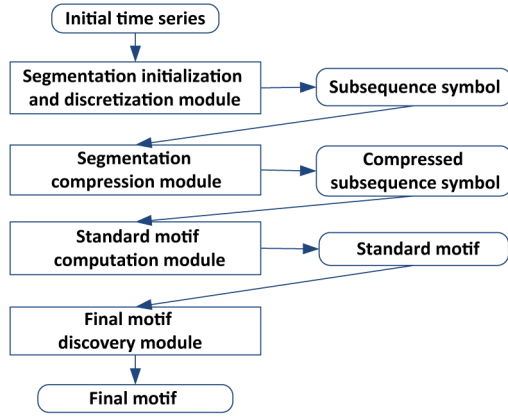 Initial time series
Segmentation initialization
and discretization module
Subsequence symbol
Segmentation
compression module
Compressed
subsequence symbol
Standard motif
computation module
Standard motif
Final motif
discovery module
Final motif